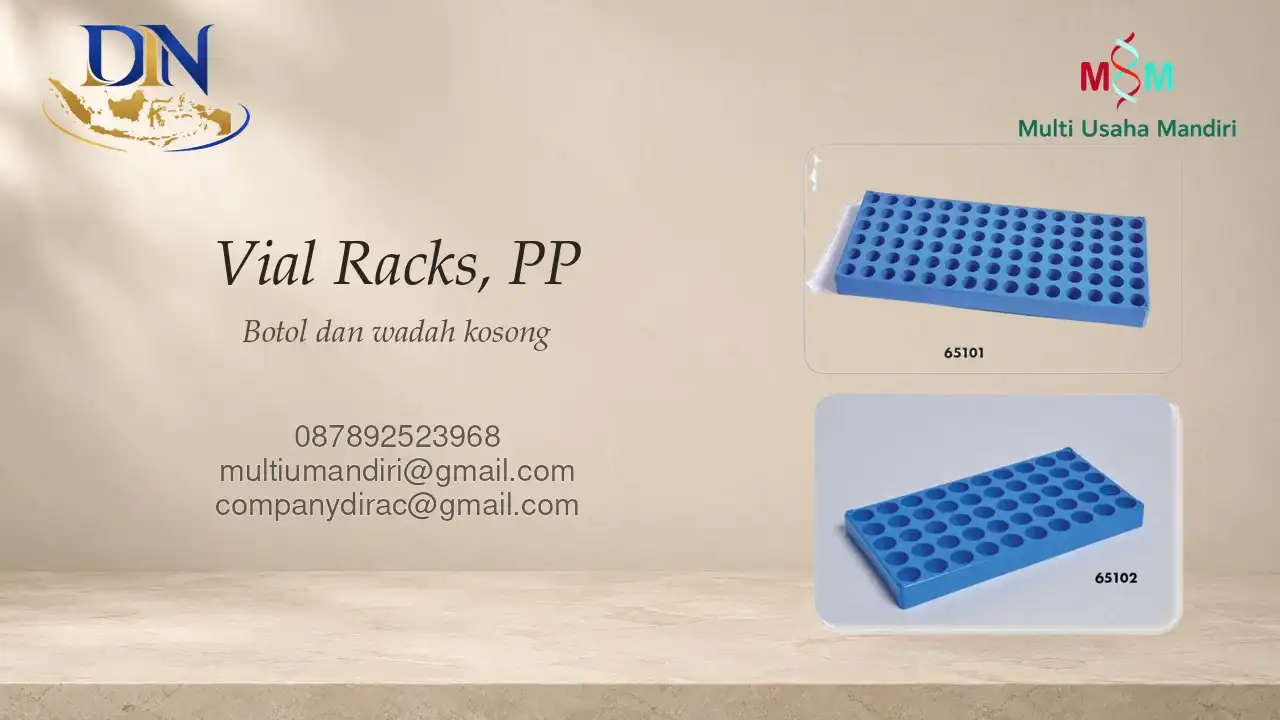 DIN
MSM
Multi Usaha Mandiri
Vial Racks, PP
Botol dan wadah kosong
087892523968
multiumandiri@gmail.com
companydirac@gmail.com
65101
65102